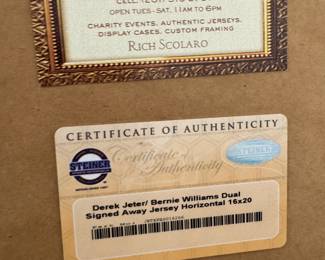 OPEN TUES-SAT. 11AM TO 6PM
CHARITY EVENTS, AUTHENTIC JERSEYS,
DISPLAY CASES, CUSTOM FRAMING
RICH SCOLARO
CERTIFICATE OF AUTHENTICITY
STEINER
Certificate of
Authenticity
STEINER
Derek Jeter/ Bernie Williams Dual
Signed Away Jersey Horizontal 16x20